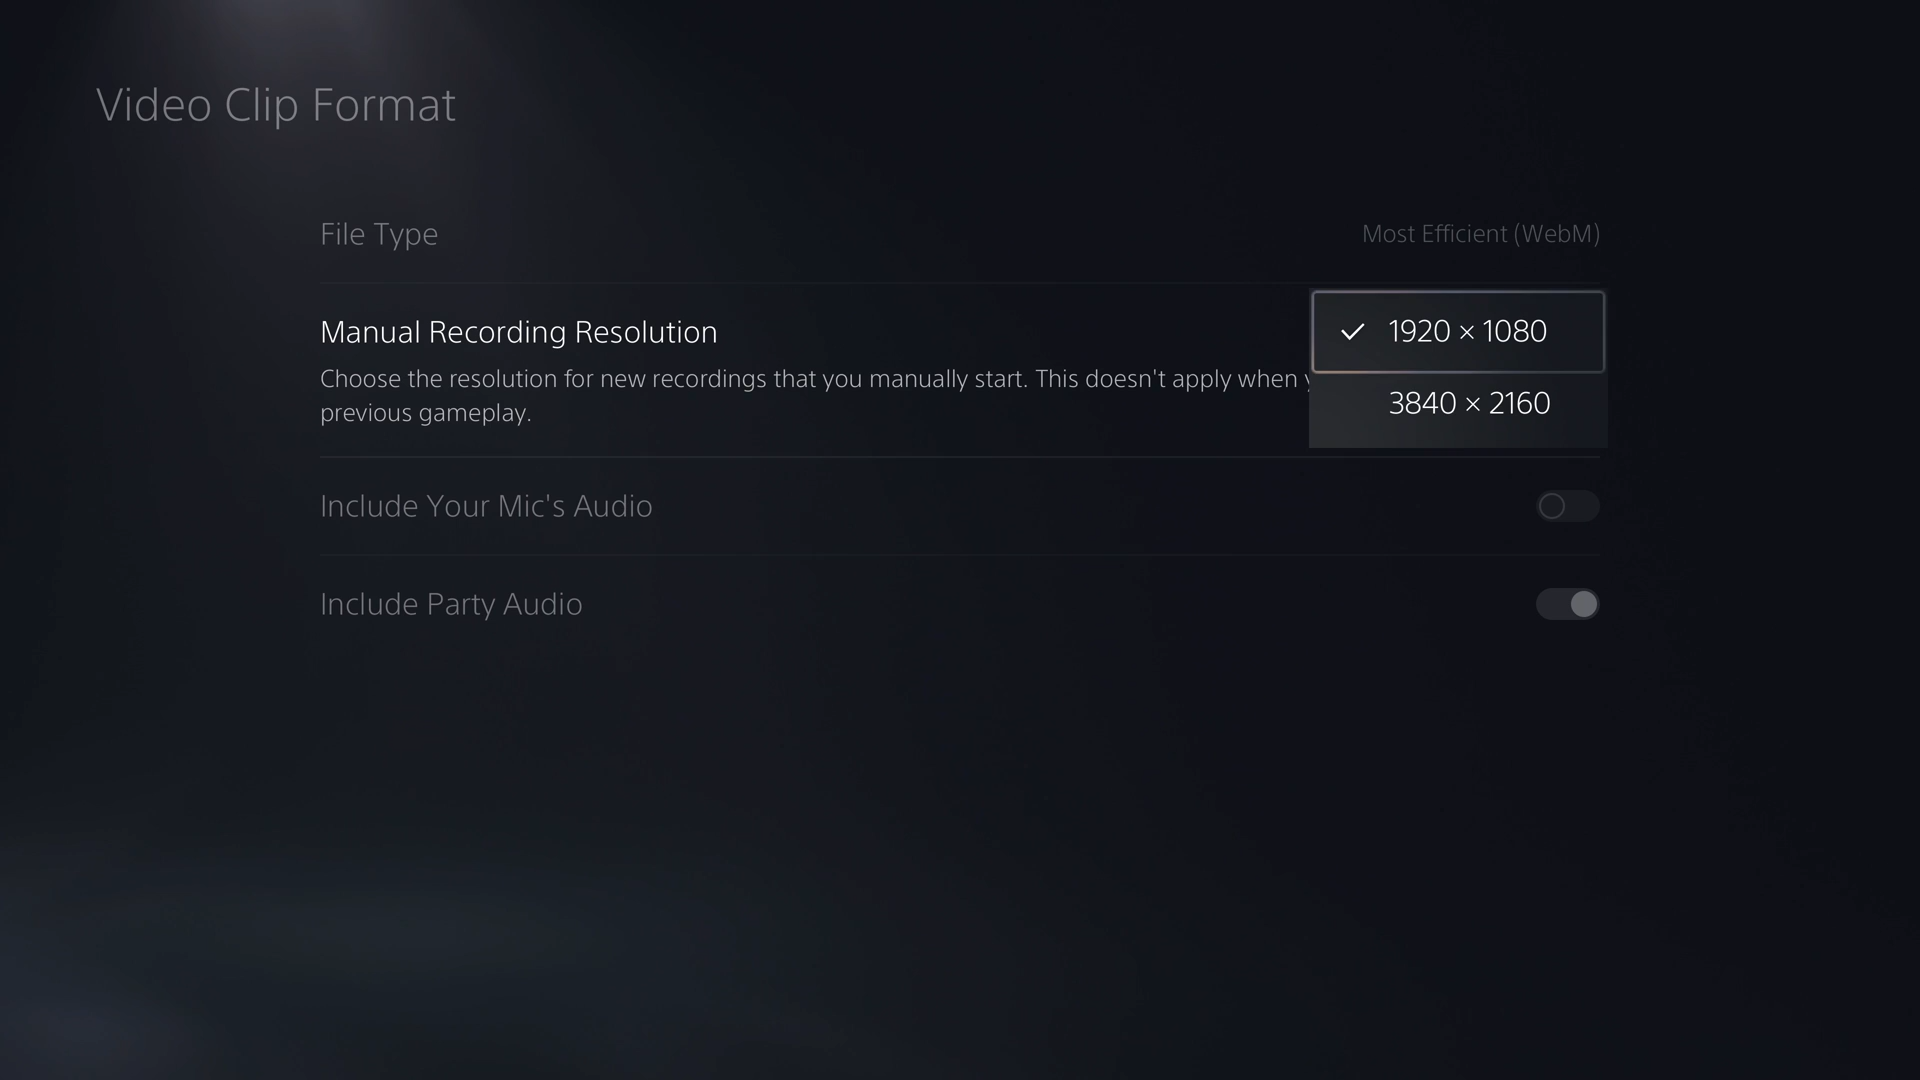 Video Clip Format
File Type
Most Efficient (WebM)
Manual Recording Resolution
1920 × 1080
Choose the resolution for new recordings that you manually start. This doesn't apply when
3840 × 2160
previous gameplay.
Include Your Mic's Audio
Include Party Audio